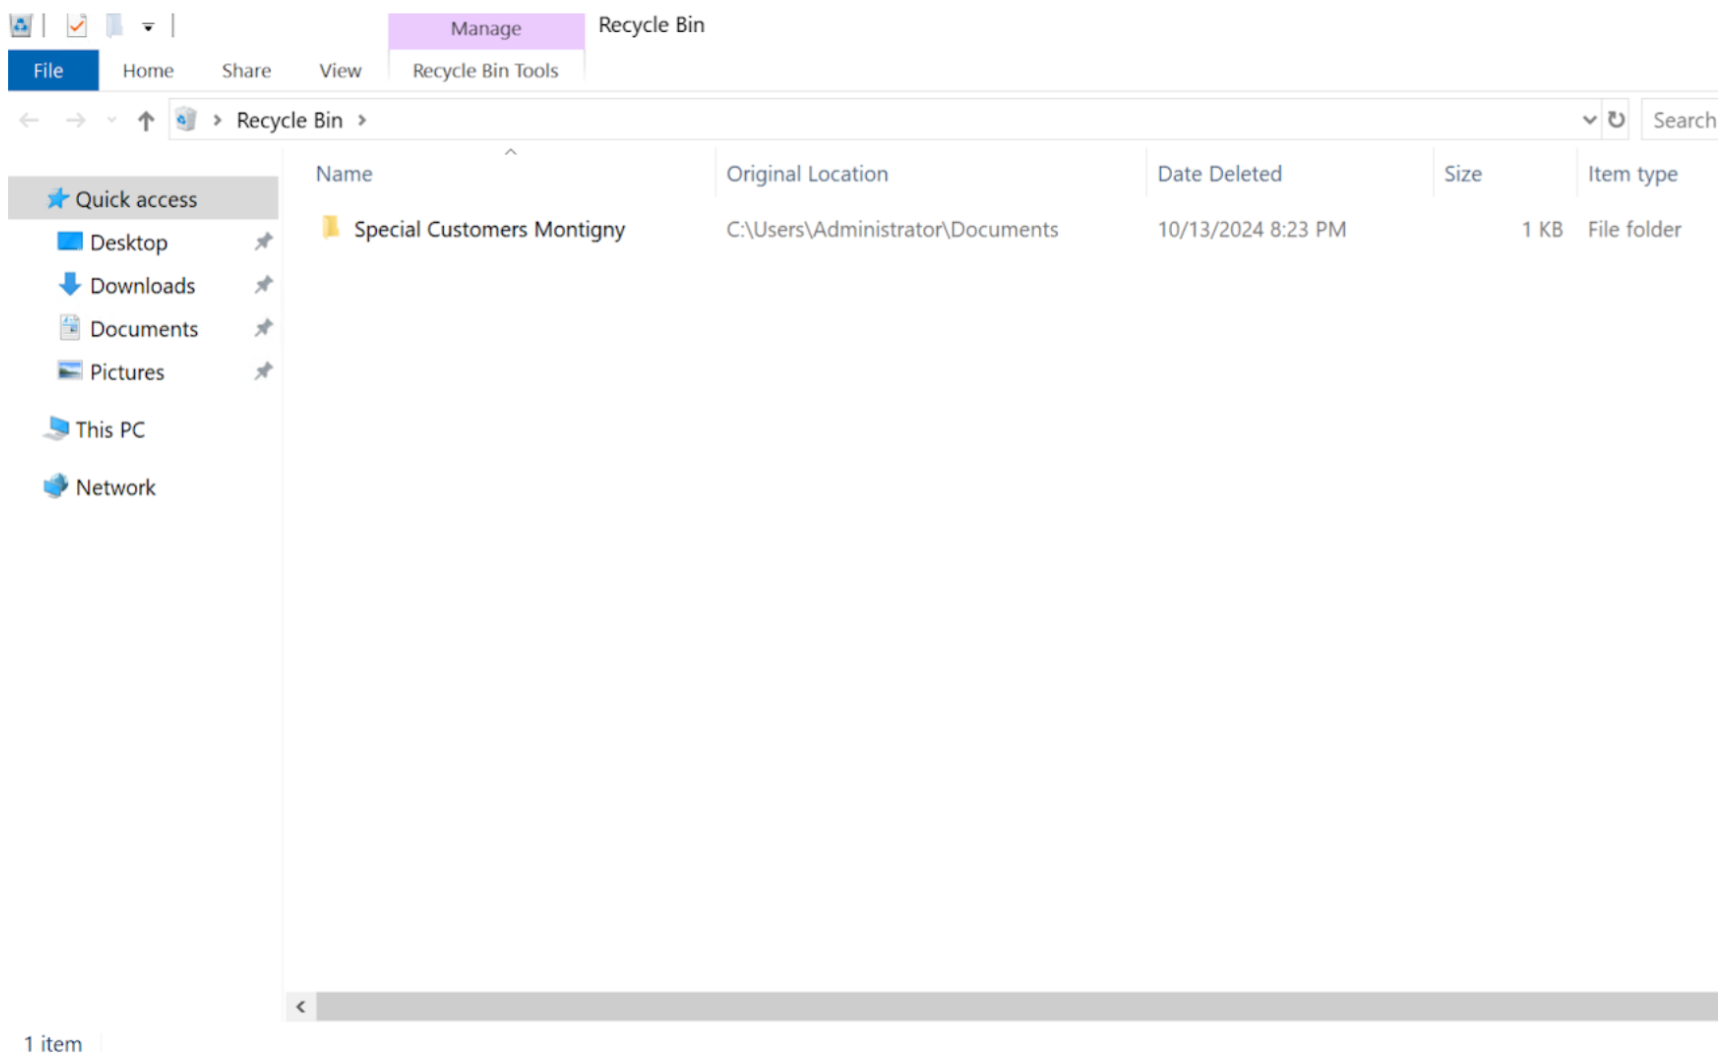 Manage Recycle Bin
File Home Share View Recycle Bin Tools
Recycle Bin Search
Name Original Location Date Deleted Size Item type
Special Customers Montigny C:\Users\Administrator\Documents 10/13/2024 8:23 PM 1 KB File folder
Quick access
Desktop
Downloads
Documents
Pictures
This PC
Network
1 item